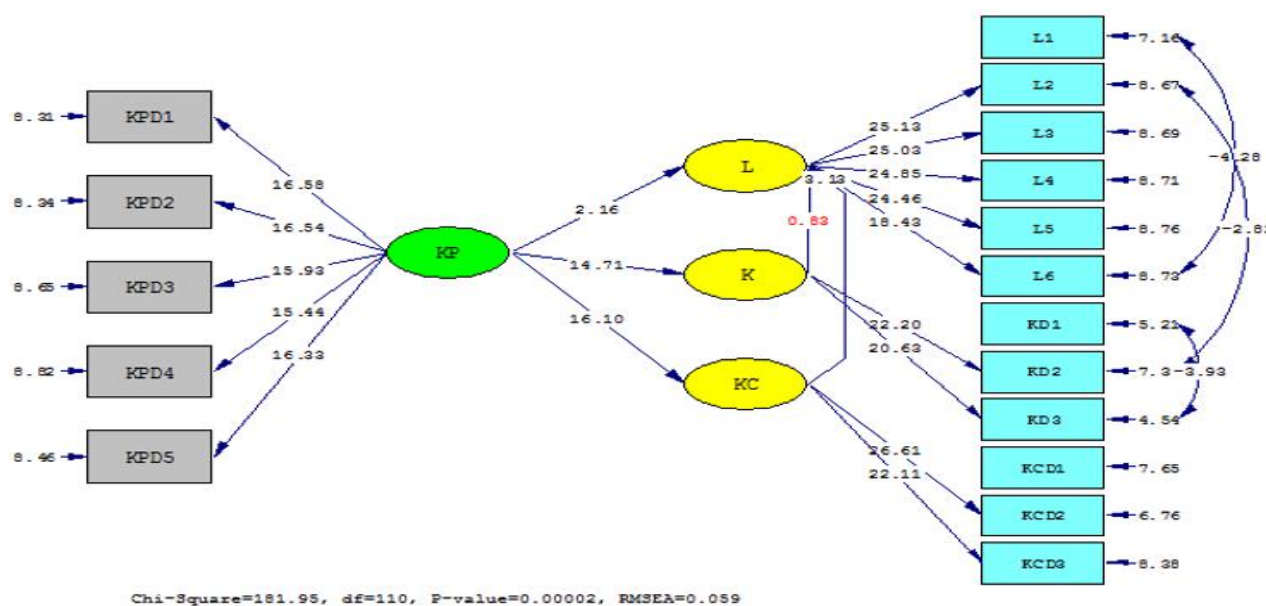 L1 7.16
L2 8.67
8.31 KPD1
25.13
L3 8.69
25.03
-4.28
L
24.85
3.13
L4 8.71
16.58
8.34 KPD2
24.46
2.16
18.43
0.83
L5 8.76
-2.8
16.54
KP
L6 8.73
8.65 KPD3
15.93
14.71
K
15.44
22.20
KD1 5.21
16.10
20.63
16.33
KD2 7.3
-3.93
8.82 KPD4
KC
KD3 4.54
26.61
8.46 KPD5
22.11
KCD1 7.65
KCD2 6.76
KCD3 8.38
Chi-Square=181.95, df=110, P-value=0.00002, RMSEA=0.059